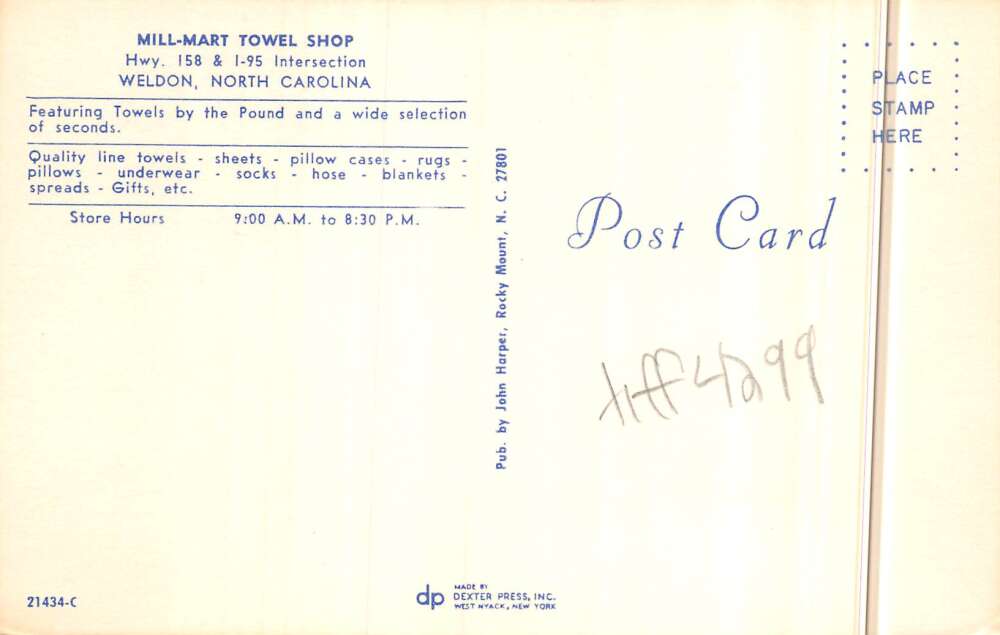 MILL-MART TOWEL SHOP
Hwy. 158 & I-95 Intersection
WELDON, NORTH CAROLINA
Featuring Towels by the Pound and a wide selection
of seconds.
Quality line towels - sheets - pillow cases - rugs -
pillows - underwear - socks - hose - blankets -
spreads - Gifts, etc.
Store Hours 9:00 A.M. to 8:30 P.M.
21434-C
Pub. by John Harper, Rocky Mount, N. C. 27801
dp
MADE BY
DEXTER PRESS, INC.
WEST NYACK, NEW YORK
PLACE
STAMP
HERE
Post Card